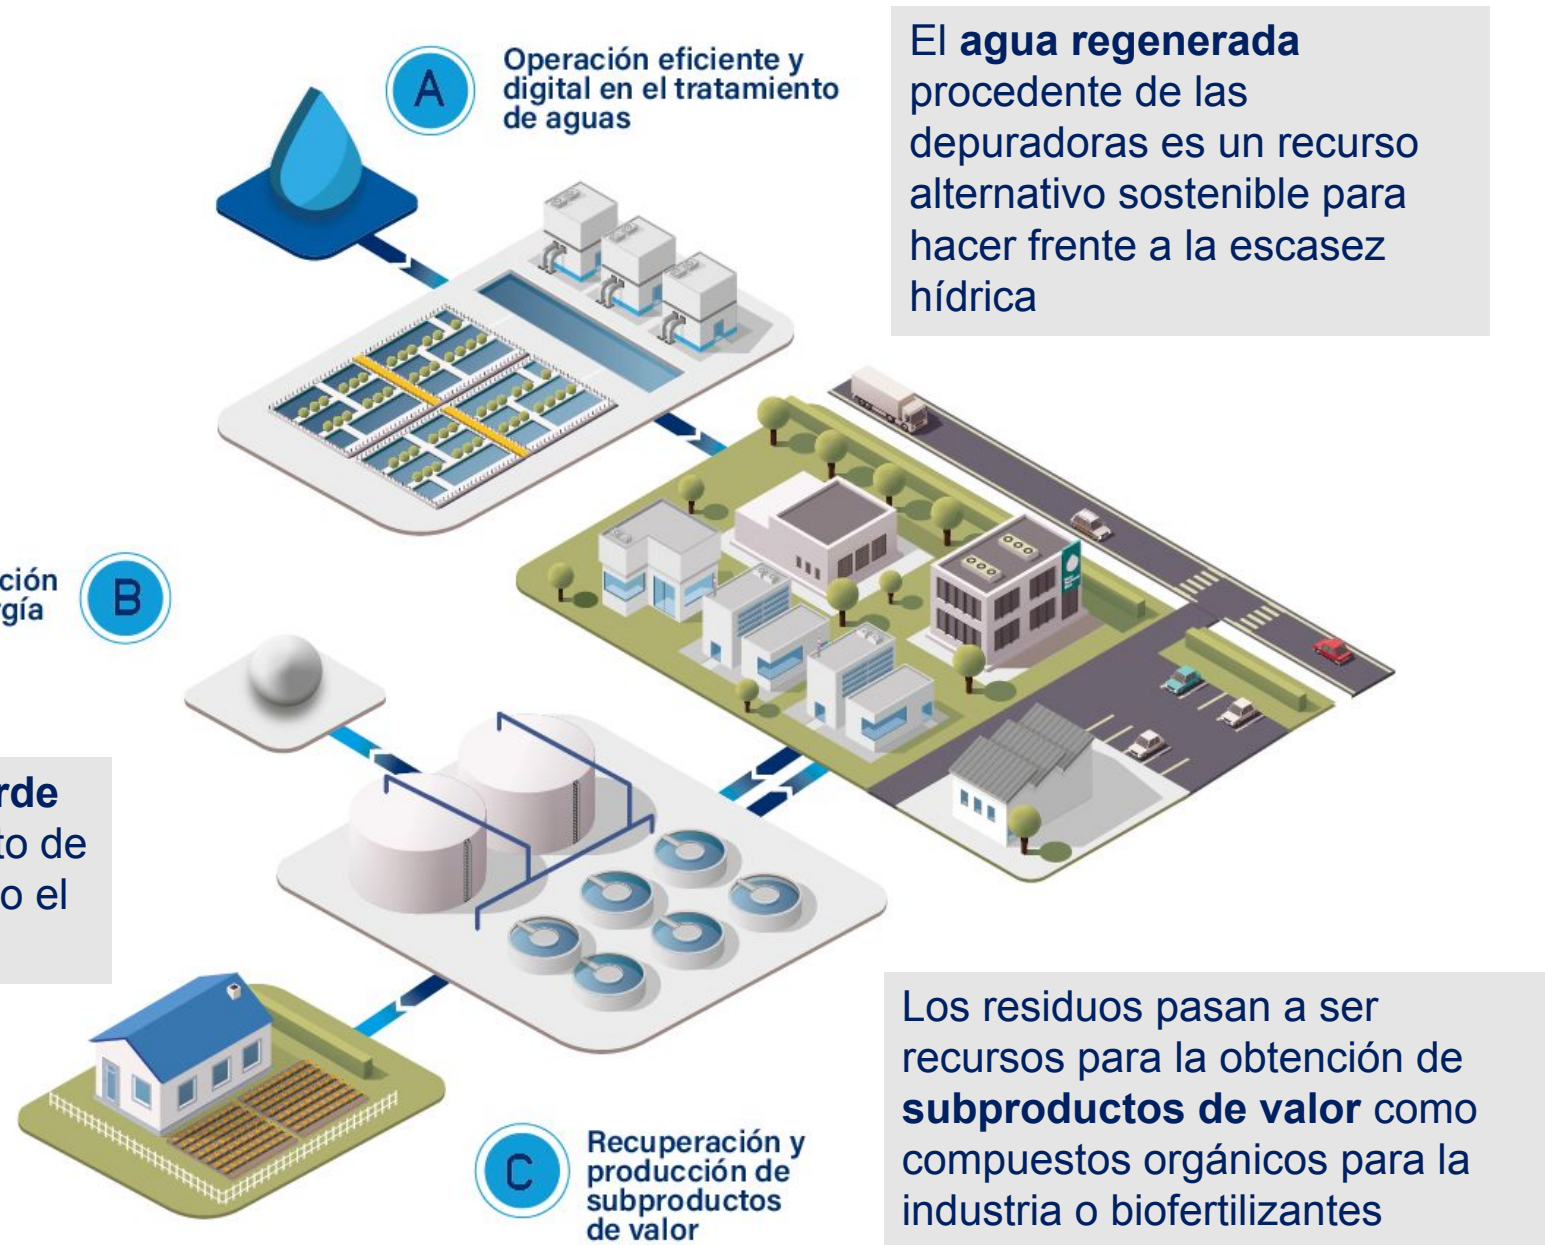 A
Operación eficiente y
digital en el tratamiento
de aguas
El agua regenerada
procedente de las
depuradoras es un recurso
alternativo sostenible para
hacer frente a la escasez
hídrica
ción
rgía
B
rde
to de
o el
C
Recuperación y
producción de
subproductos
de valor
Los residuos pasan a ser
recursos para la obtención de
subproductos de valor como
compuestos orgánicos para la
industria o biofertilizantes